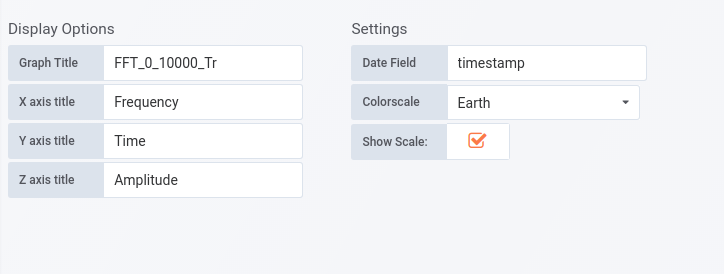 Display Options
Graph Title FFT_0_10000_Tr
X axis title Frequency
Y axis title Time
Z axis title Amplitude
Settings
Date Field timestamp
Colorscale Earth
Show Scale: